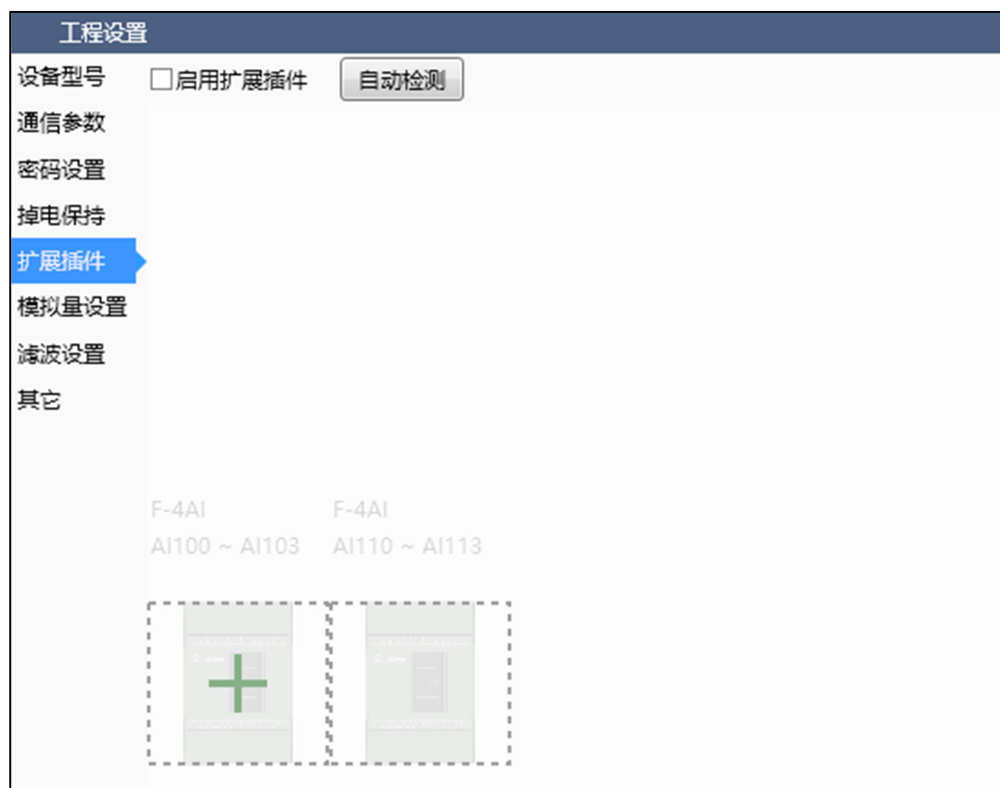 工程设置
设备型号
通信参数
密码设置
掉电保持
扩展插件
模拟量设置
滤波设置
其它
启用扩展插件 自动检测
F-4AI F-4AI
AI100 ~ AI103 AI110 ~ AI113